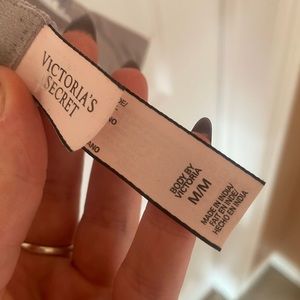 VICTORIA'S
SECRET
BODY BY
VICTORIA
M/M
MADE IN INDIA/
FAIT EN INDE/
HECHO EN INDIA